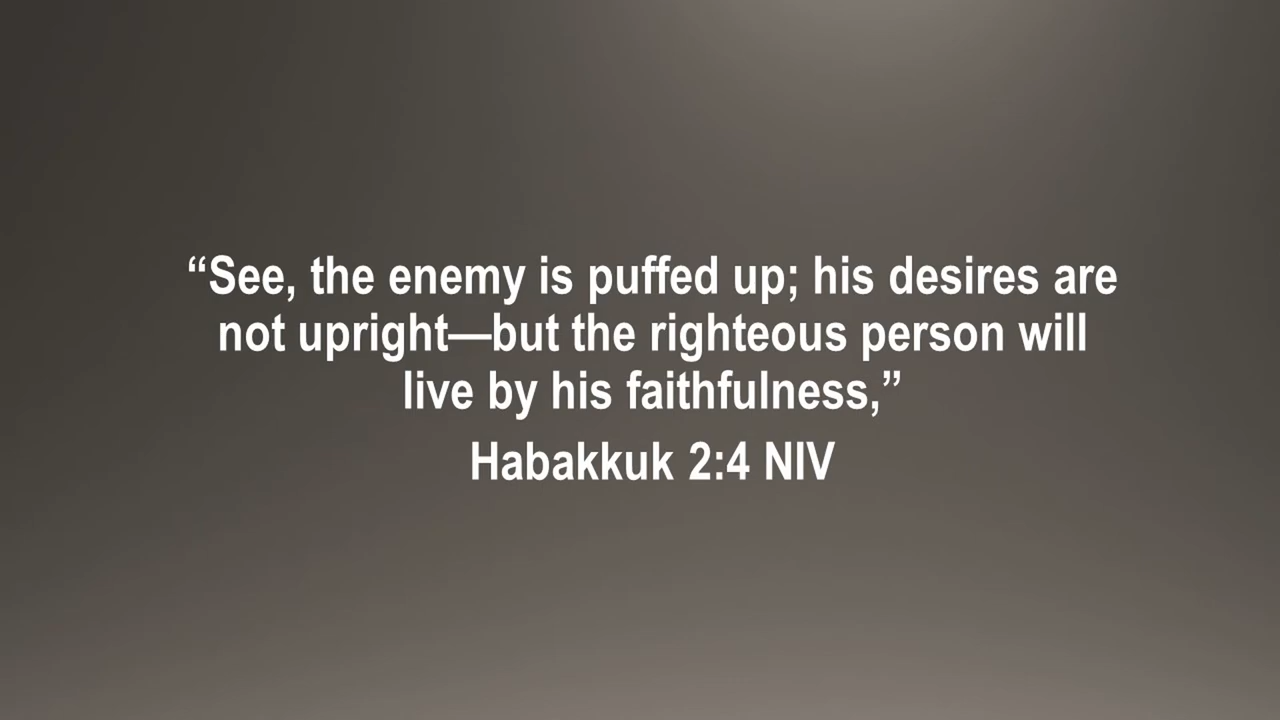 “See, the enemy is puffed up; his desires are
not upright—but the righteous person will
live by his faithfulness,”
Habakkuk 2:4 NIV